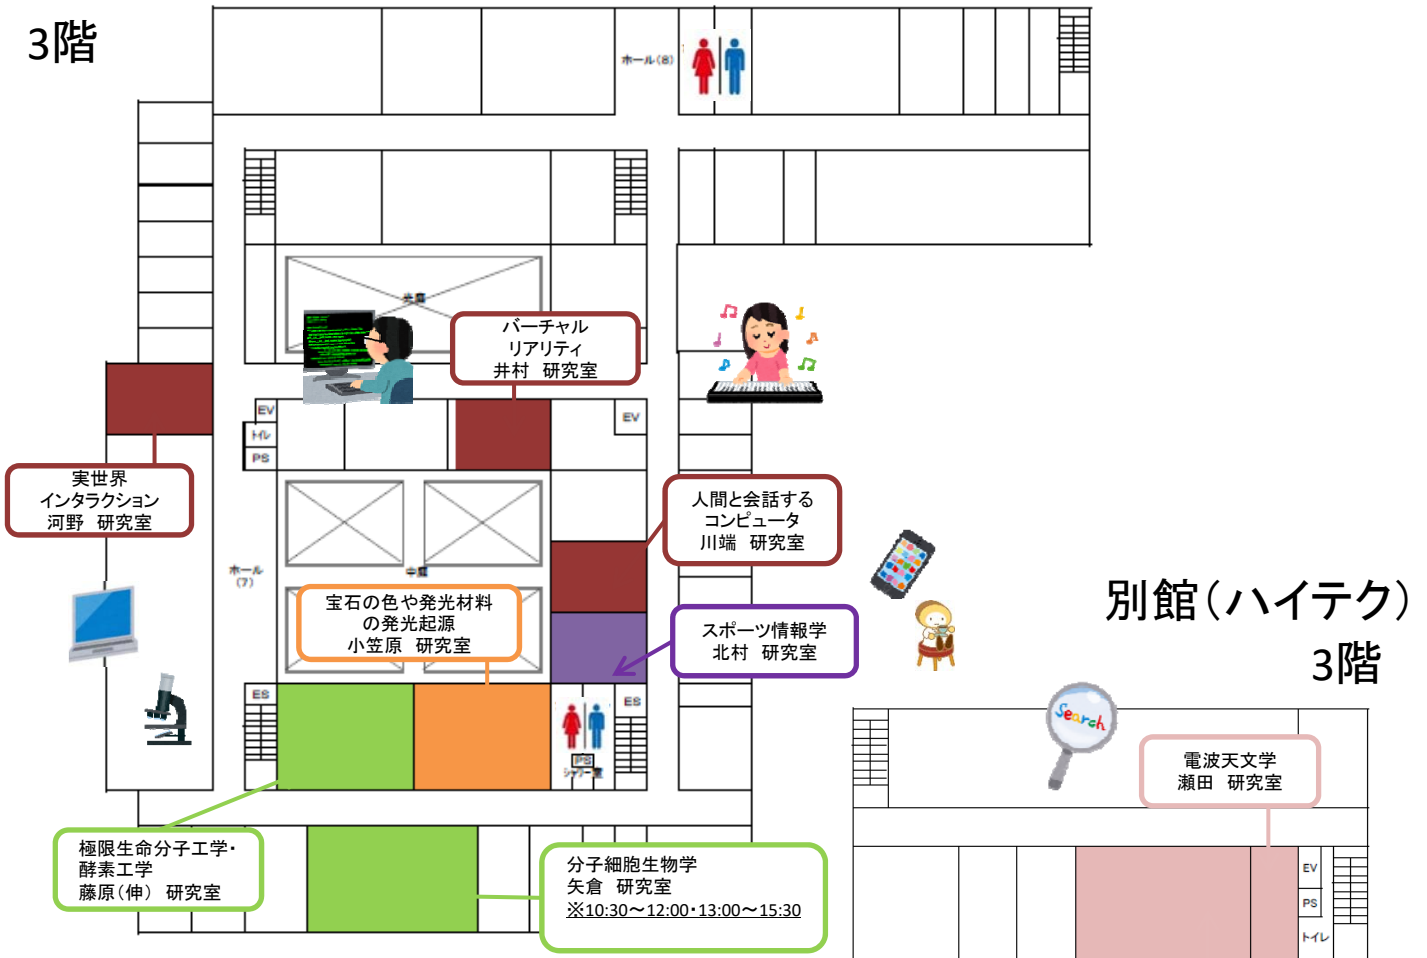 3階
ホール(8)
光庭
バーチャル
リアリティ
井村 研究室
EV
トイレ
PS
EV
実世界
インタラクション
河野 研究室
人間と会話する
コンピュータ
川端 研究室
ホール
(7)
中庭
宝石の色や発光材料
の発光起源
小笠原 研究室
スポーツ情報学
北村 研究室
別館(ハイテク)
3階
ES
ES
PS
シャワー室
Search
電波天文学
瀬田 研究室
極限生命分子工学・
酵素工学
藤原(伸) 研究室
分子細胞生物学
矢倉 研究室
※10:30～12:00・13:00～15:30
EV
PS
トイレ